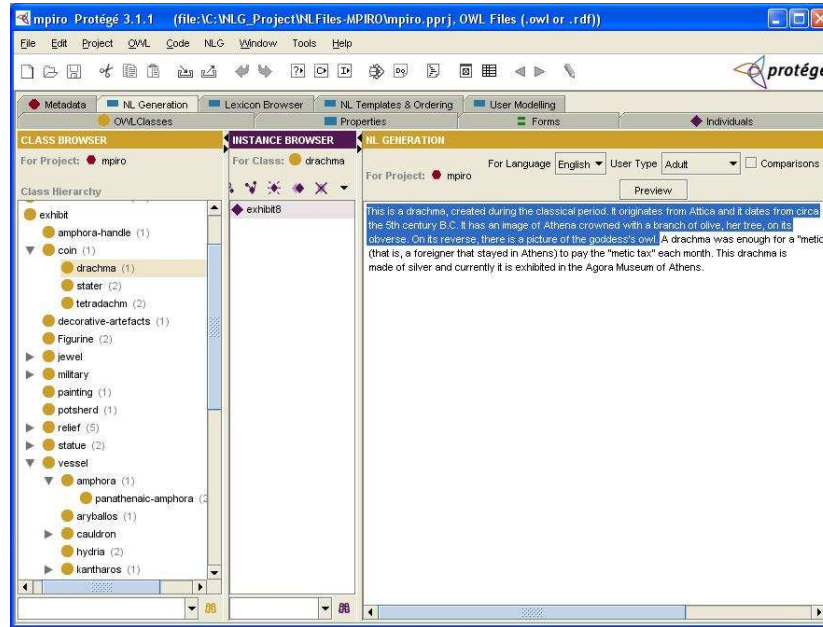 mpiro Protégé 3.1.1 (file:\C:\NLG_Project\NLFiles-MPIRO\mpiro.pprj, OWL Files (.owl or .rdf))
File Edit Project OWL Code NLG Window Tools Help
protégé
Metadata NL Generation Lexicon Browser NL Templates & Ordering User Modelling
OWLClasses Properties Forms Individuals
CLASS BROWSER
For Project: mpiro
Class Hierarchy
exhibit
amphora-handle (1)
coin (1)
drachma (1)
stater (2)
tetradachm (2)
decorative-artefacts (1)
Figurine (2)
jewel
military
painting (1)
potsherd (1)
relief (5)
statue (2)
vessel
amphora (1)
panathenaic-amphora (2
aryballos (1)
cauldron
hydria (2)
kantharos (1)
INSTANCE BROWSER
For Class: drachma
exhibit8
NL GENERATION
For Project: mpiro
For Language English User Type Adult Comparisons
Preview
This is a drachma, created during the classical period. It originates from Attica and it dates from circa
the 5th century B.C. It has an image of Athena crowned with a branch of olive, her tree, on its
obverse. On its reverse, there is a picture of the goddess's owl. A drachma was enough for a "metic
(that is, a foreigner that stayed in Athens) to pay the "metic tax" each month. This drachma is
made of silver and currently it is exhibited in the Agora Museum of Athens.